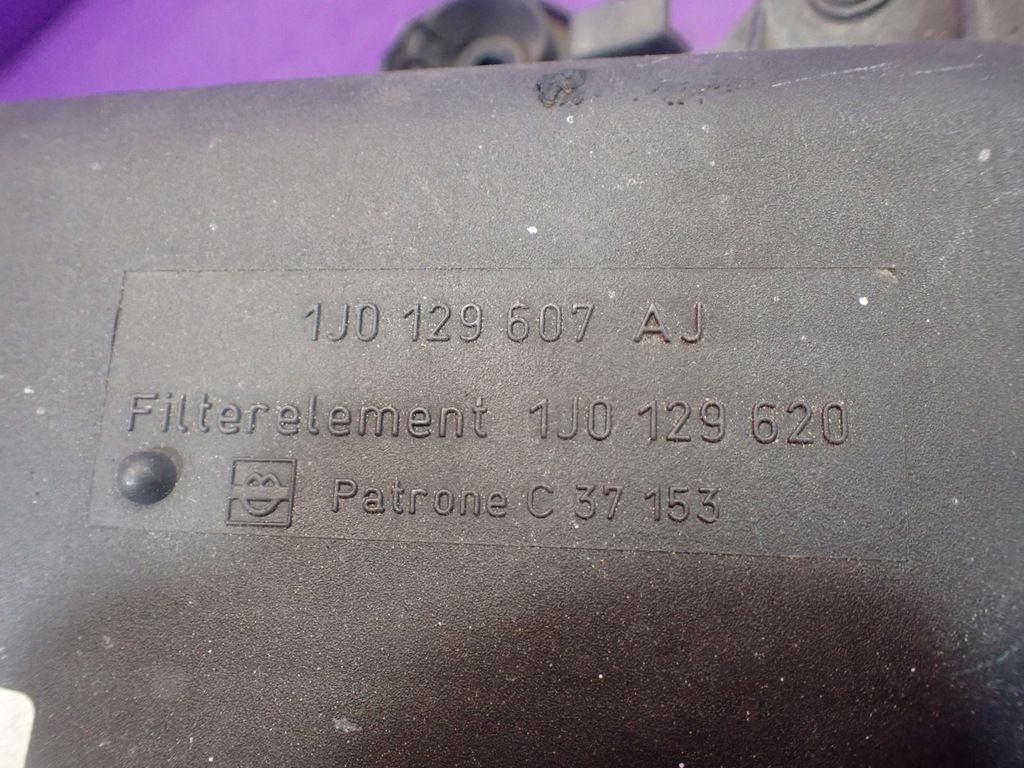 1J0 129 607 AJ
Filterelement 1J0 129 620
Patrone C 37 153